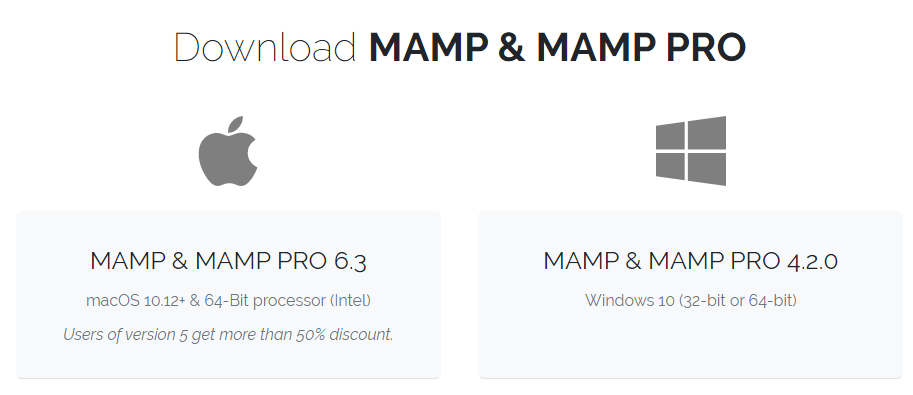 Download MAMP & MAMP PRO
MAMP & MAMP PRO 6.3
macOS 10.12+ & 64-Bit processor (Intel)
Users of version 5 get more than 50% discount.
MAMP & MAMP PRO 4.2.0
Windows 10 (32-bit or 64-bit)